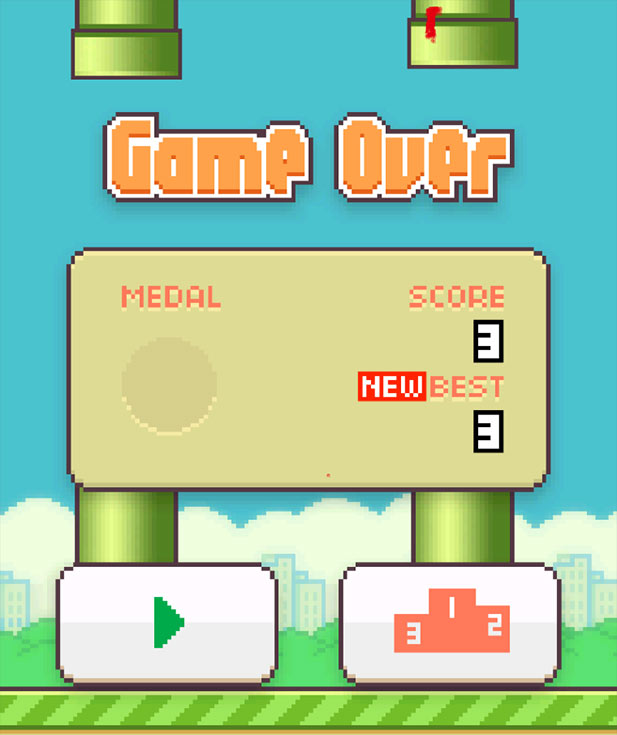 Game Over
MEDAL SCORE
3
NEW BEST
3
1
3 2